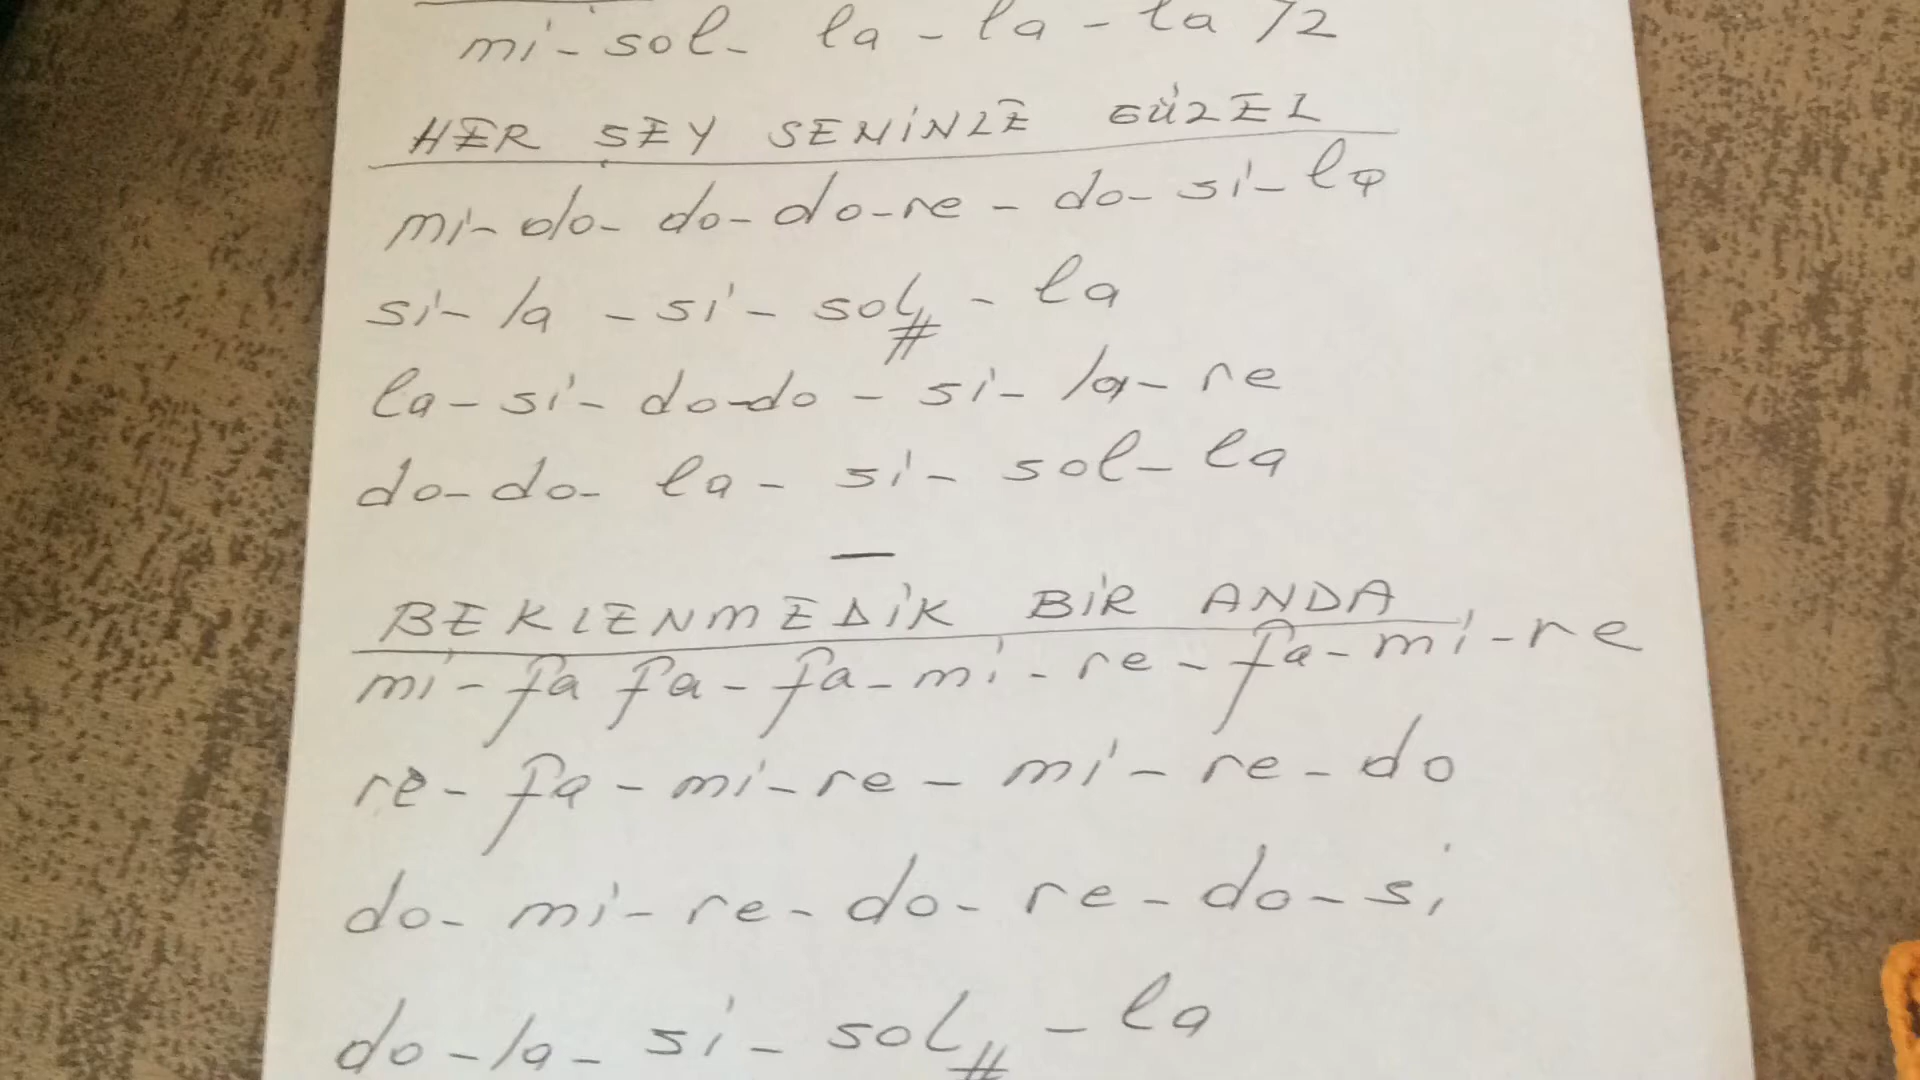 mi - sol - la - la - la /2
HER ŞEY SENİNLE GÜZEL
mi - do - do - do - re - do - si - la
si - la - si - sol# - la
la - si - do - do - si - la - re
do - do - la - si - sol - la
—
BEKLENMEDİK BİR ANDA
mi - fa fa - fa - mi - re - fa - mi - re
re - fa - mi - re - mi - re - do
do - mi - re - do - re - do - si
do - la - si - sol# - la